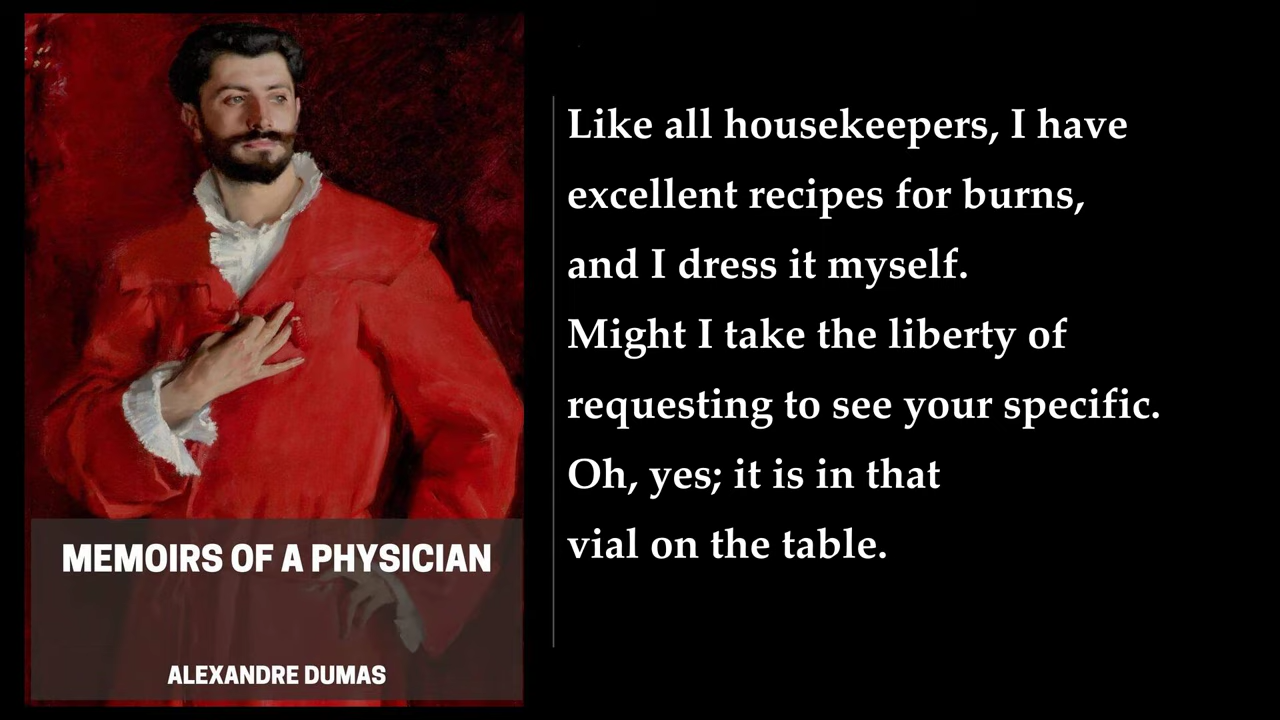 MEMOIRS OF A PHYSICIAN
ALEXANDRE DUMAS
Like all housekeepers, I have
excellent recipes for burns,
and I dress it myself.
Might I take the liberty of
requesting to see your specific.
Oh, yes; it is in that
vial on the table.